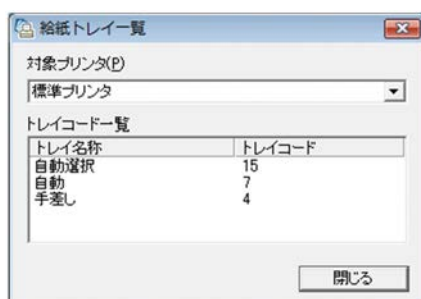 給紙トレイ一覧
対象プリンタ(P)
標準プリンタ
トレイコード一覧
トレイ名称 トレイコード
自動選択 15
自動 7
手差し 4
閉じる